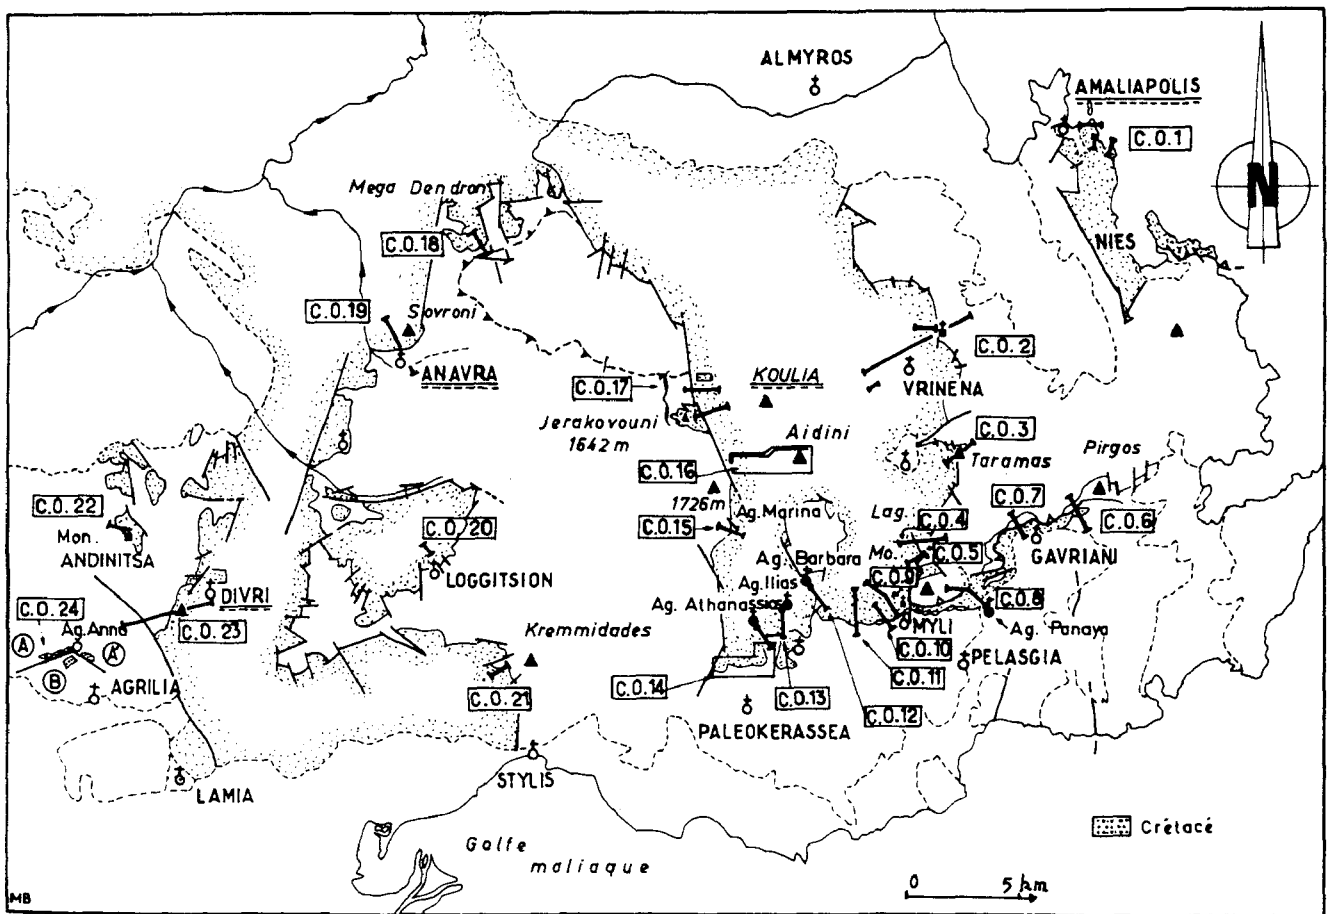 ALMYROS
AMALIAPOLIS
C.O.1
N
Mega Dendron
C.O.18
NIES
C.O.19
Sovroni
C.O.2
ANAVRA
C.O.17
KOULIA
VRINENA
Jerakovouni
1642 m
Aidini
C.O.3
Taramas
Pirgos
C.O.16
1726m
C.O.22
Mon.
ANDINITSA
C.O.20
C.O.15
Ag. Marina
Lag.
C.O.4
C.O.7
C.O.6
C.O.5
GAVRIANI
LOGGITSION
Ag. Barbara
Mo.
C.O.9
Ag. Ilias
DIVRI
C.O.24
Ag. Athanassios
C.O.8
Ag. Anna
C.O.23
Kremmidades
MYLI
Ag. Panaya
A
A'
C.O.10
PELASGIA
B
AGRILIA
C.O.11
C.O.14
C.O.21
C.O.13
C.O.12
PALEOKERASSEA
STYLIS
LAMIA
Crétacé
Golfe
maliaque
0 5 km
MB